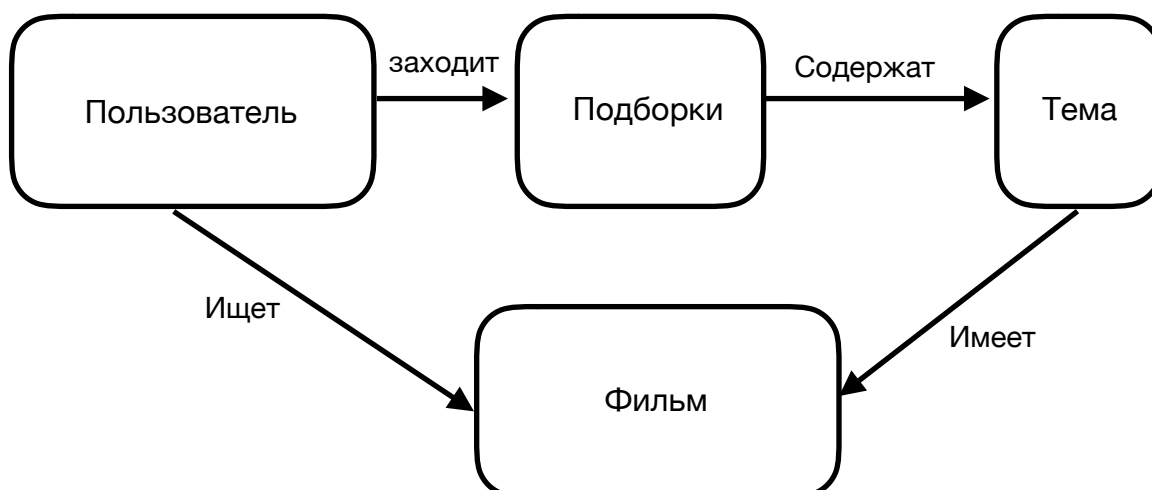 заходит
Содержат
Пользователь
Подборки
Тема
Ищет
Имеет
Фильм